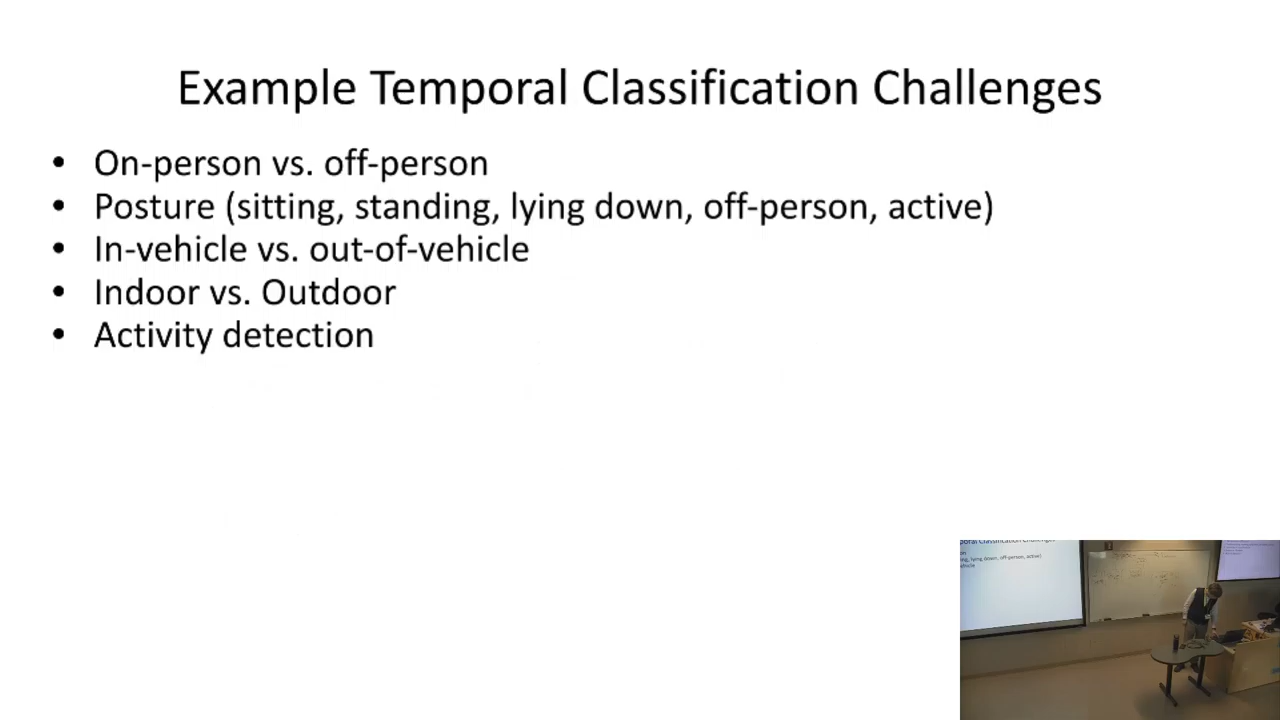 Example Temporal Classification Challenges
• On-person vs. off-person
• Posture (sitting, standing, lying down, off-person, active)
• In-vehicle vs. out-of-vehicle
• Indoor vs. Outdoor
• Activity detection